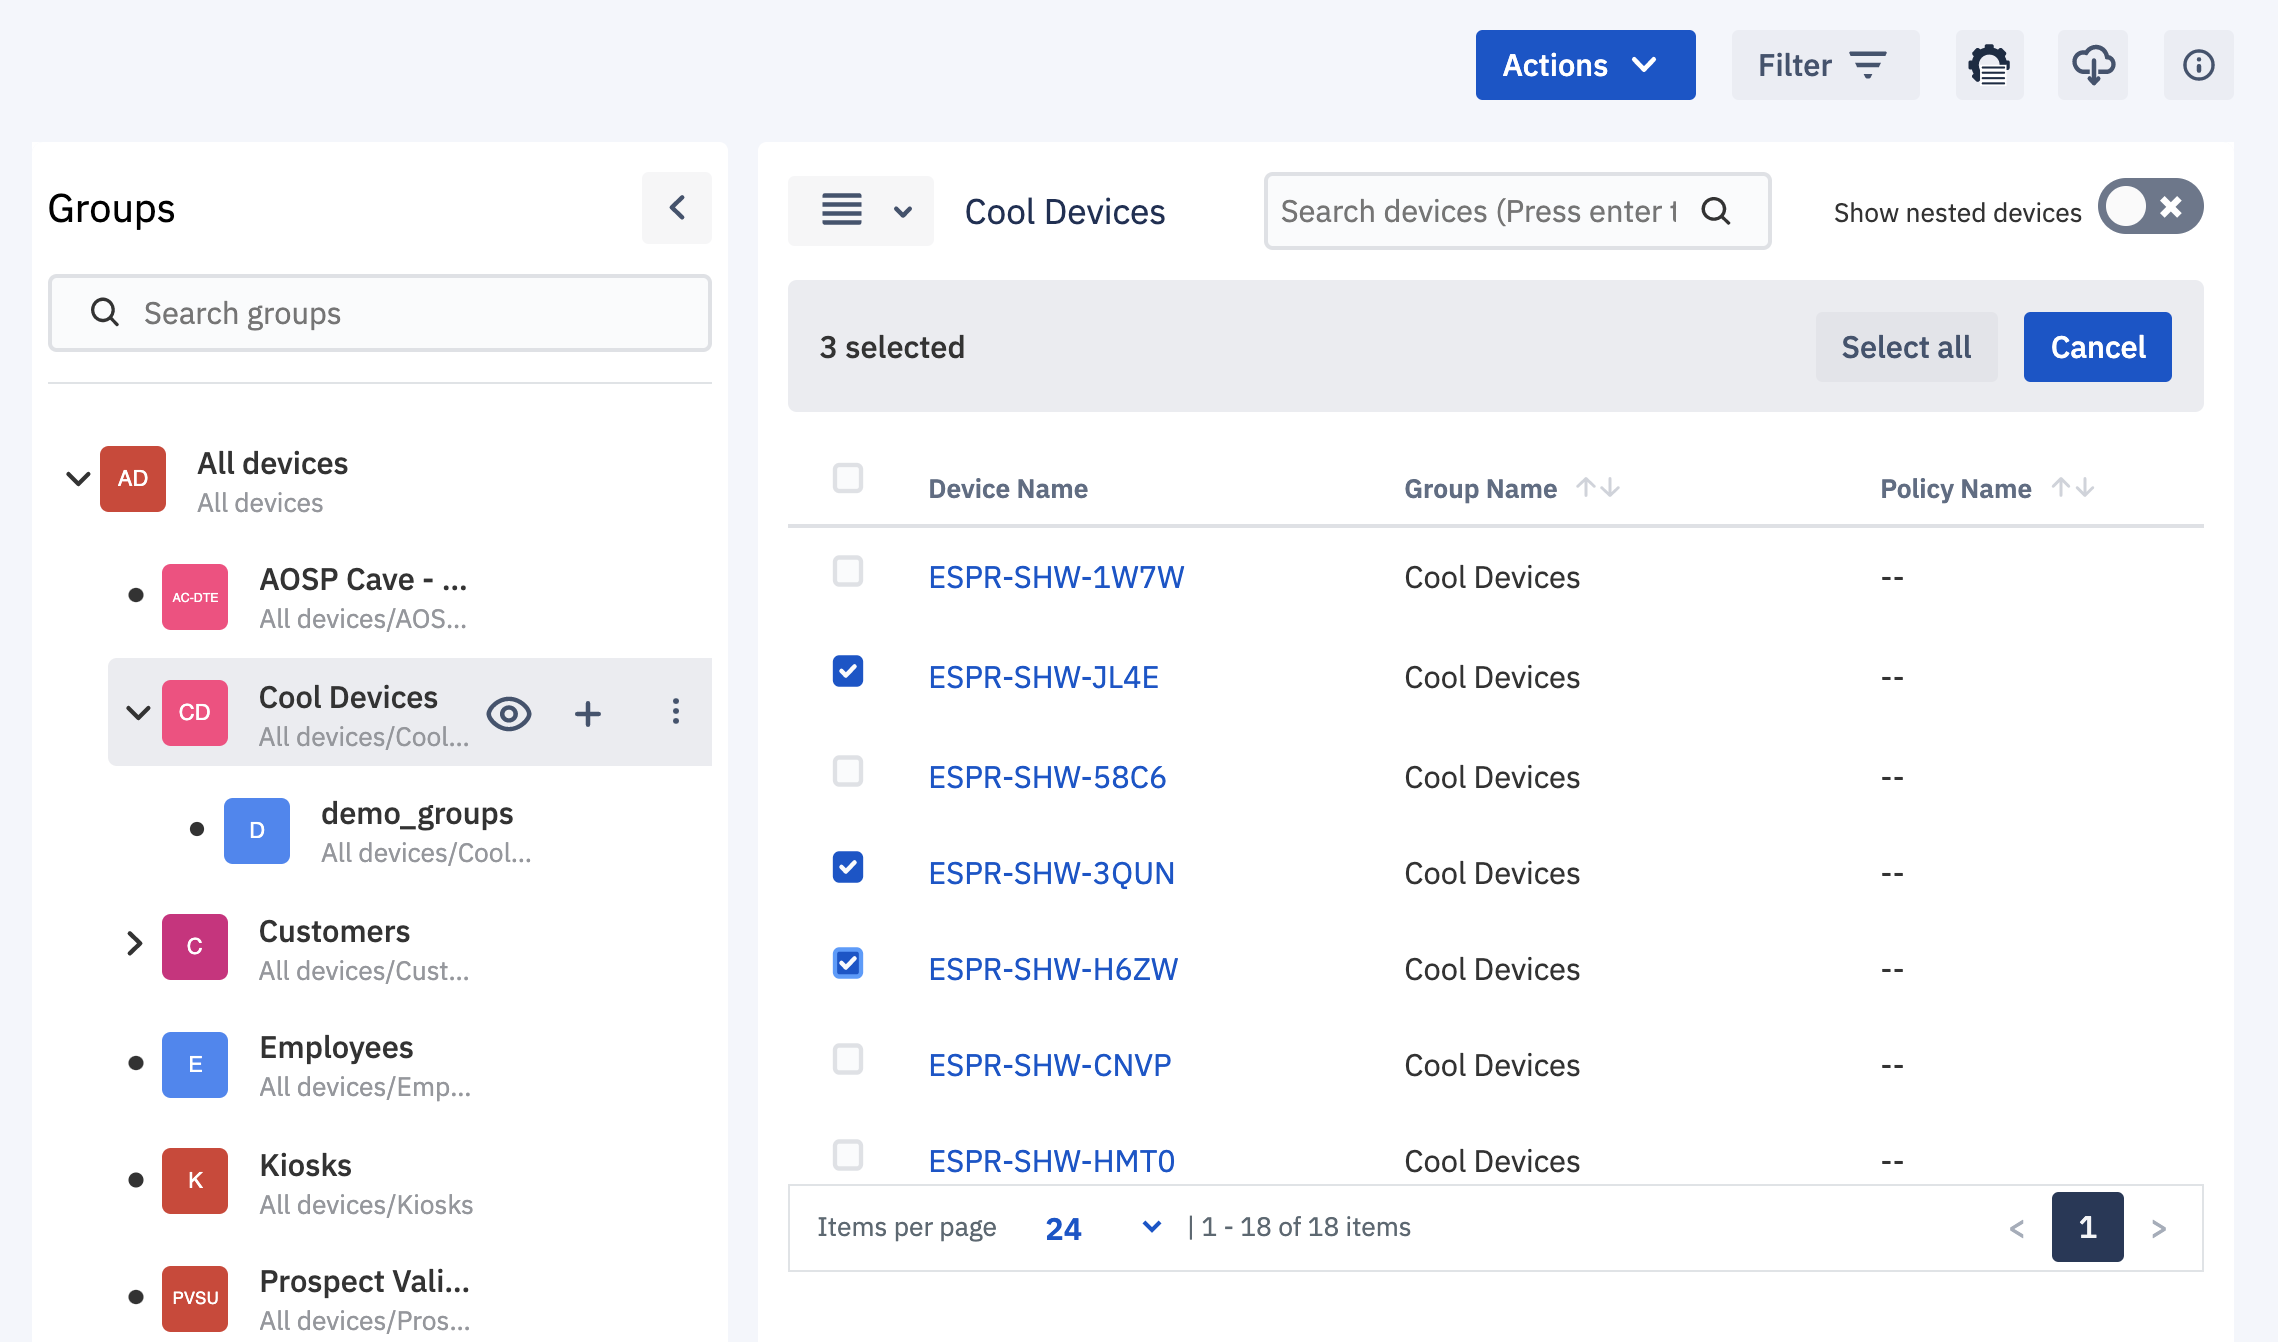 Actions
Filter
Groups
Search groups
AD
All devices
All devices
AC-DTE
AOSP Cave - ...
All devices/AOS...
CD
Cool Devices
All devices/Cool...
D
demo_groups
All devices/Cool...
C
Customers
All devices/Cust...
E
Employees
All devices/Emp...
K
Kiosks
All devices/Kiosks
PVSU
Prospect Vali...
All devices/Pros...
Cool Devices
Search devices (Press enter t
Show nested devices
3 selected
Select all
Cancel
Device Name Group Name Policy Name
ESPR-SHW-1W7W Cool Devices --
ESPR-SHW-JL4E Cool Devices --
ESPR-SHW-58C6 Cool Devices --
ESPR-SHW-3QUN Cool Devices --
ESPR-SHW-H6ZW Cool Devices --
ESPR-SHW-CNVP Cool Devices --
ESPR-SHW-HMT0 Cool Devices --
Items per page 24 | 1 - 18 of 18 items < 1 >